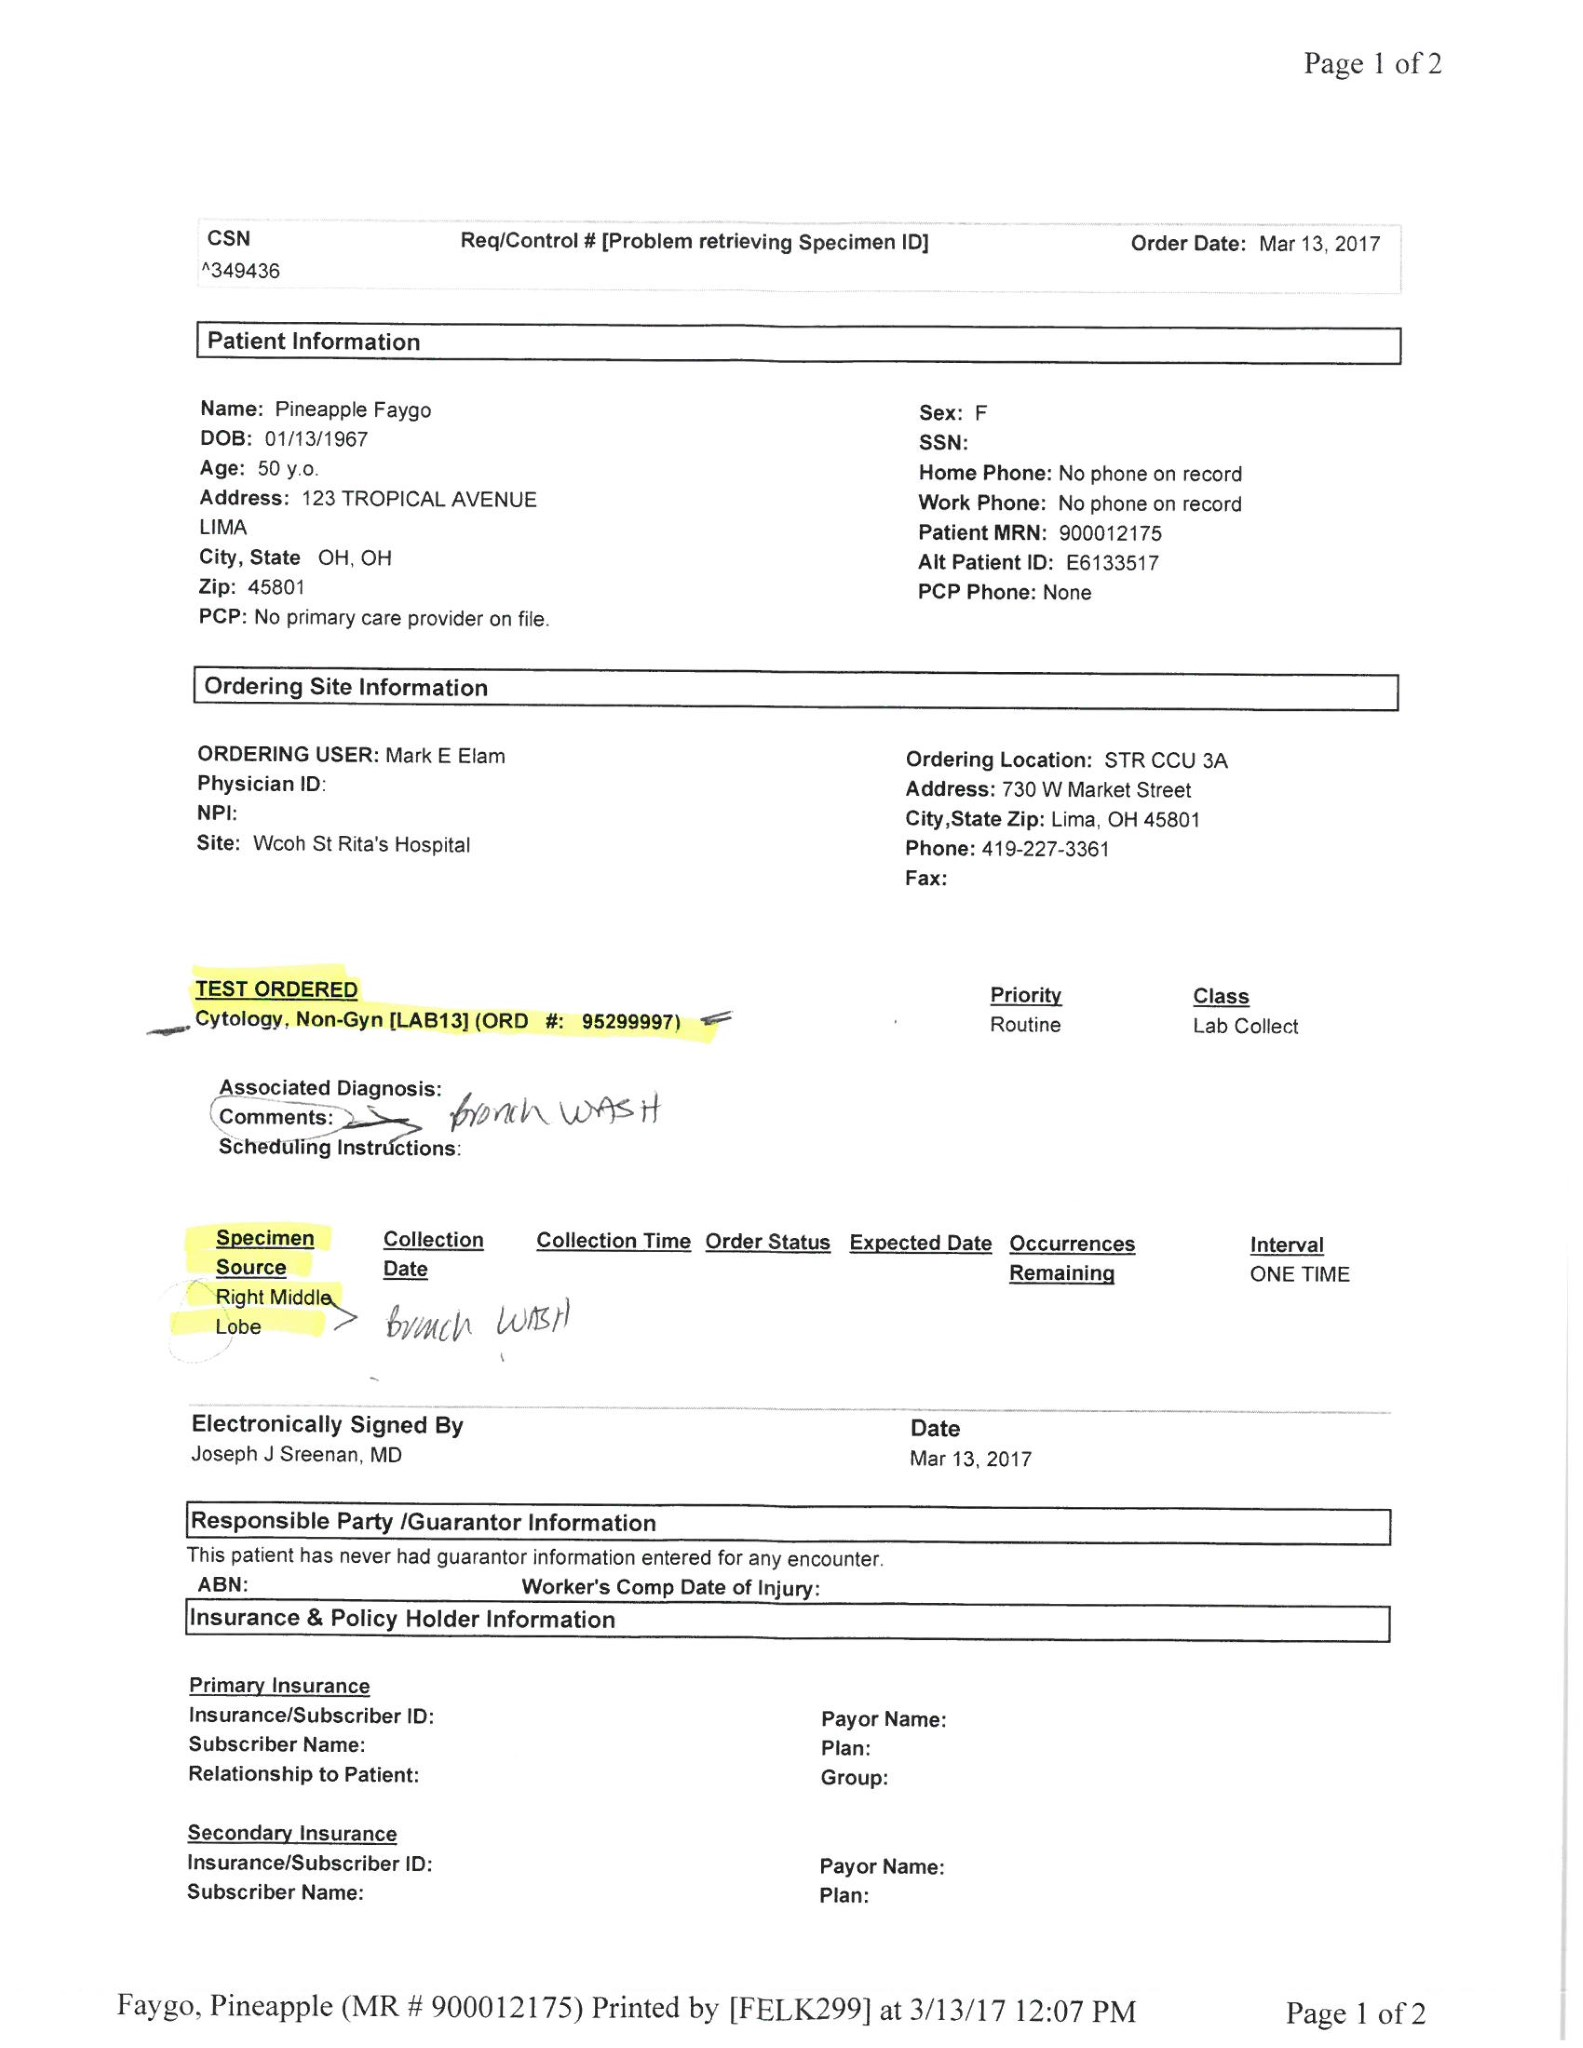 Page 1 of 2
CSN Req/Control # [Problem retrieving Specimen ID] Order Date: Mar 13, 2017
^349436
Patient Information
Name: Pineapple Faygo Sex: F
DOB: 01/13/1967 SSN:
Age: 50 y.o. Home Phone: No phone on record
Address: 123 TROPICAL AVENUE Work Phone: No phone on record
LIMA Patient MRN: 900012175
City, State OH, OH Alt Patient ID: E6133517
Zip: 45801 PCP Phone: None
PCP: No primary care provider on file.
Ordering Site Information
ORDERING USER: Mark E Elam Ordering Location: STR CCU 3A
Physician ID: Address: 730 W Market Street
NPI: City,State Zip: Lima, OH 45801
Site: Wcoh St Rita's Hospital Phone: 419-227-3361
Fax:
TEST ORDERED Priority Class
Cytology, Non-Gyn [LAB13] (ORD #: 95299997) Routine Lab Collect
Associated Diagnosis:
Comments: bronch WASH
Scheduling Instructions:
Specimen Collection Collection Time Order Status Expected Date Occurrences Interval
Source Date Remaining ONE TIME
Right Middle
Lobe bronch WASH
Electronically Signed By Date
Joseph J Sreenan, MD Mar 13, 2017
Responsible Party /Guarantor Information
This patient has never had guarantor information entered for any encounter.
ABN: Worker's Comp Date of Injury:
Insurance & Policy Holder Information
Primary Insurance
Insurance/Subscriber ID: Payor Name:
Subscriber Name: Plan:
Relationship to Patient: Group:
Secondary Insurance
Insurance/Subscriber ID: Payor Name:
Subscriber Name: Plan:
Faygo, Pineapple (MR # 900012175) Printed by [FELK299] at 3/13/17 12:07 PM Page 1 of 2